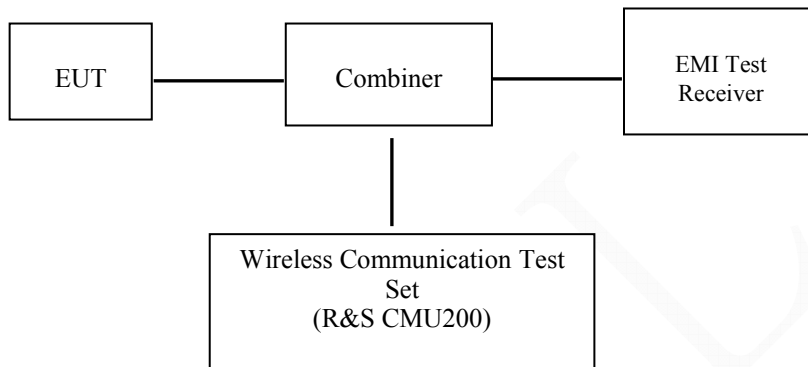 EUT
Combiner
EMI Test
Receiver
Wireless Communication Test
Set
(R&S CMU200)